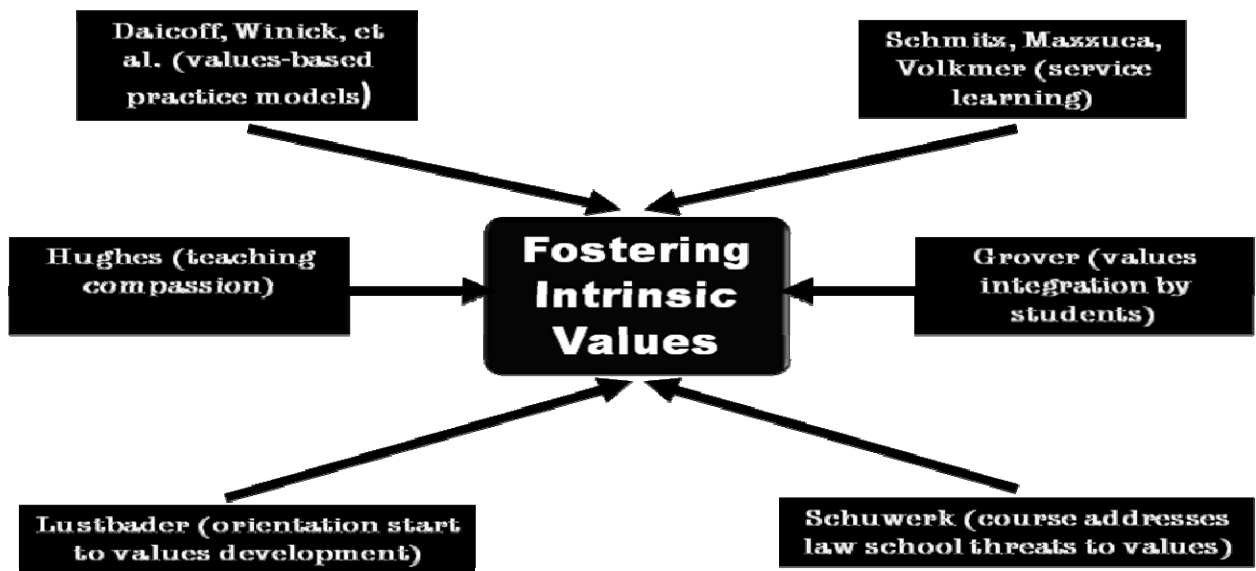 Daicoff, Winick, et
al. (values-based
practice models)
Schmitz, Mazzuca,
Volkmer (service
learning)
Hughes (teaching
compassion)
Fostering
Intrinsic
Values
Grover (values
integration by
students)
Lustbader (orientation start
to values development)
Schuwerk (course addresses
law school threats to values)